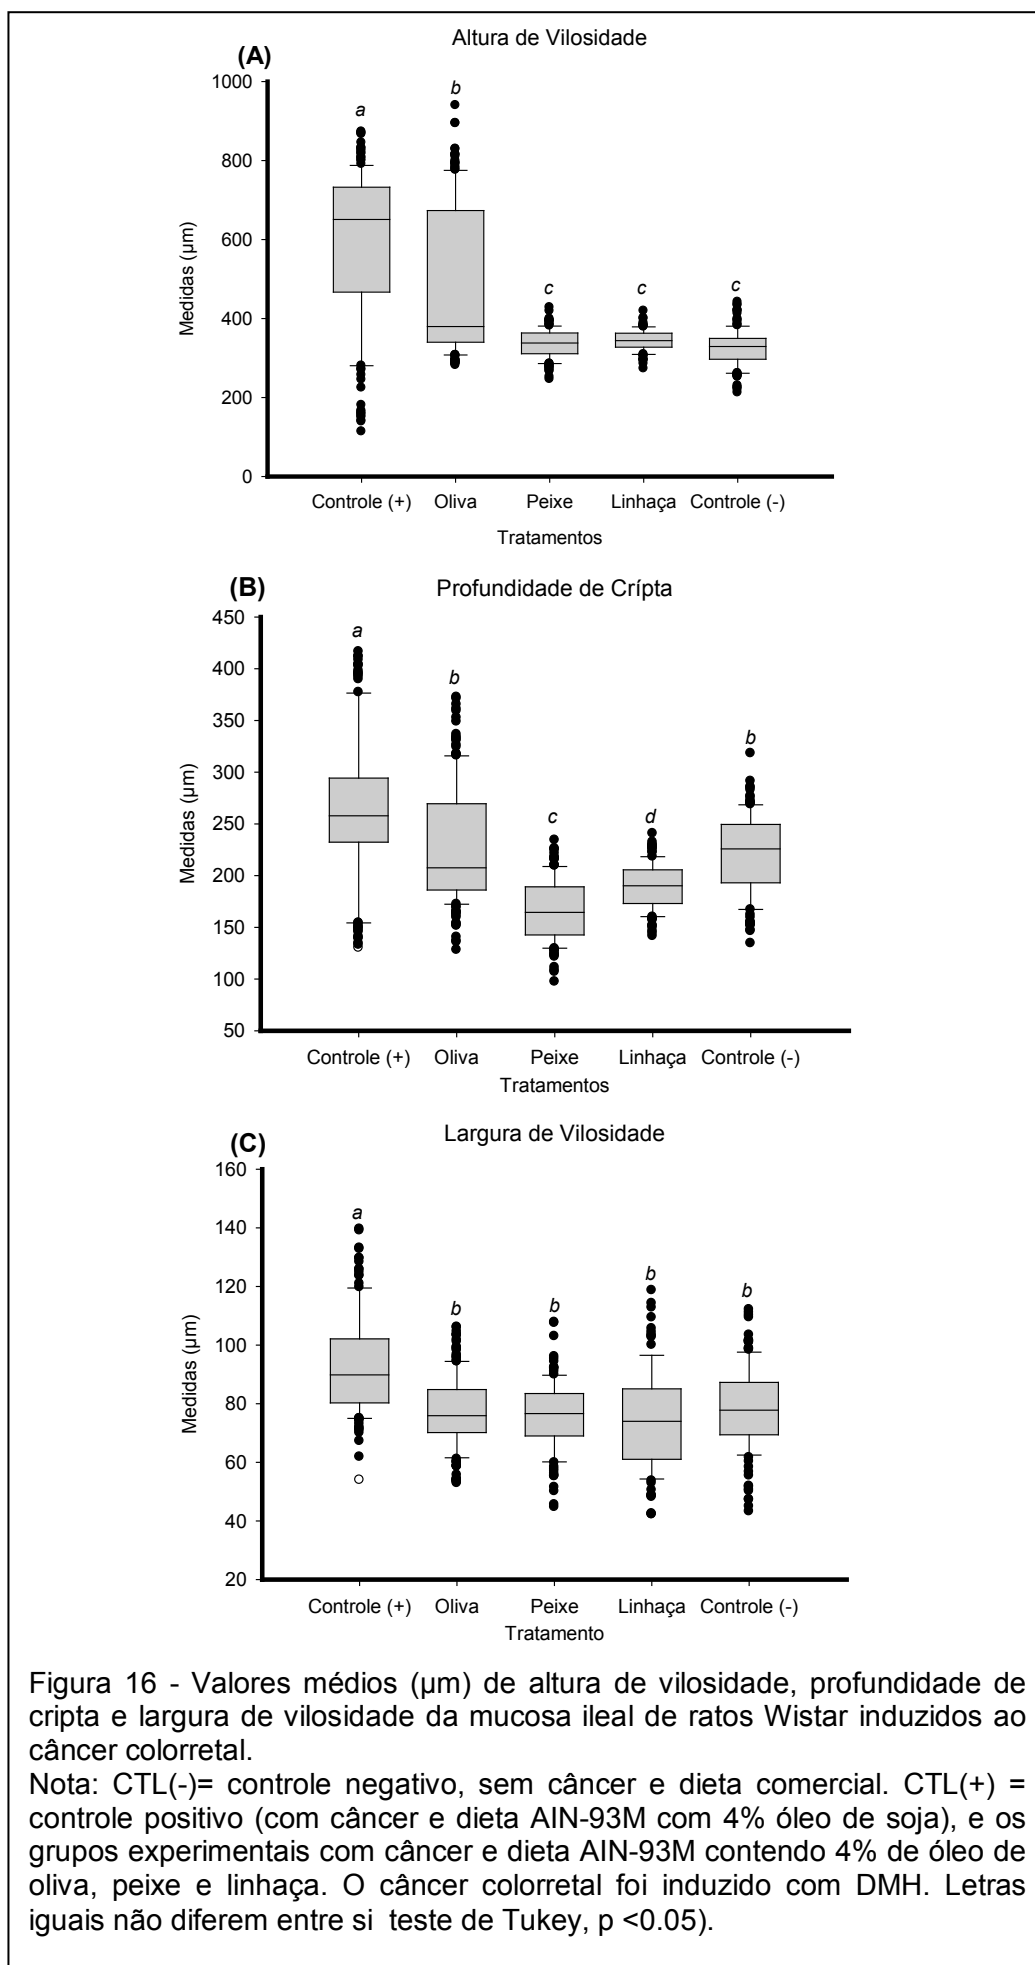 (A)
Altura de Vilosidade
1000
800
600
400
200
0
Medidas (µm)
a
b
c
c
c
Controle (+) Oliva Peixe Linhaça Controle (-)
Tratamentos
(B)
Profundidade de Crípta
450
400
350
300
250
200
150
100
50
Medidas (µm)
a
b
c
d
b
Controle (+) Oliva Peixe Linhaça Controle (-)
Tratamentos
(C)
Largura de Vilosidade
160
140
120
100
80
60
40
20
Medidas (µm)
a
b
b
b
b
Controle (+) Oliva Peixe Linhaça Controle (-)
Tratamento
Figura 16 - Valores médios (µm) de altura de vilosidade, profundidade de
cripta e largura de vilosidade da mucosa ileal de ratos Wistar induzidos ao
câncer colorretal.
Nota: CTL(-)= controle negativo, sem câncer e dieta comercial. CTL(+) =
controle positivo (com câncer e dieta AIN-93M com 4% óleo de soja), e os
grupos experimentais com câncer e dieta AIN-93M contendo 4% de óleo de
oliva, peixe e linhaça. O câncer colorretal foi induzido com DMH. Letras
iguais não diferem entre si teste de Tukey, p <0.05).